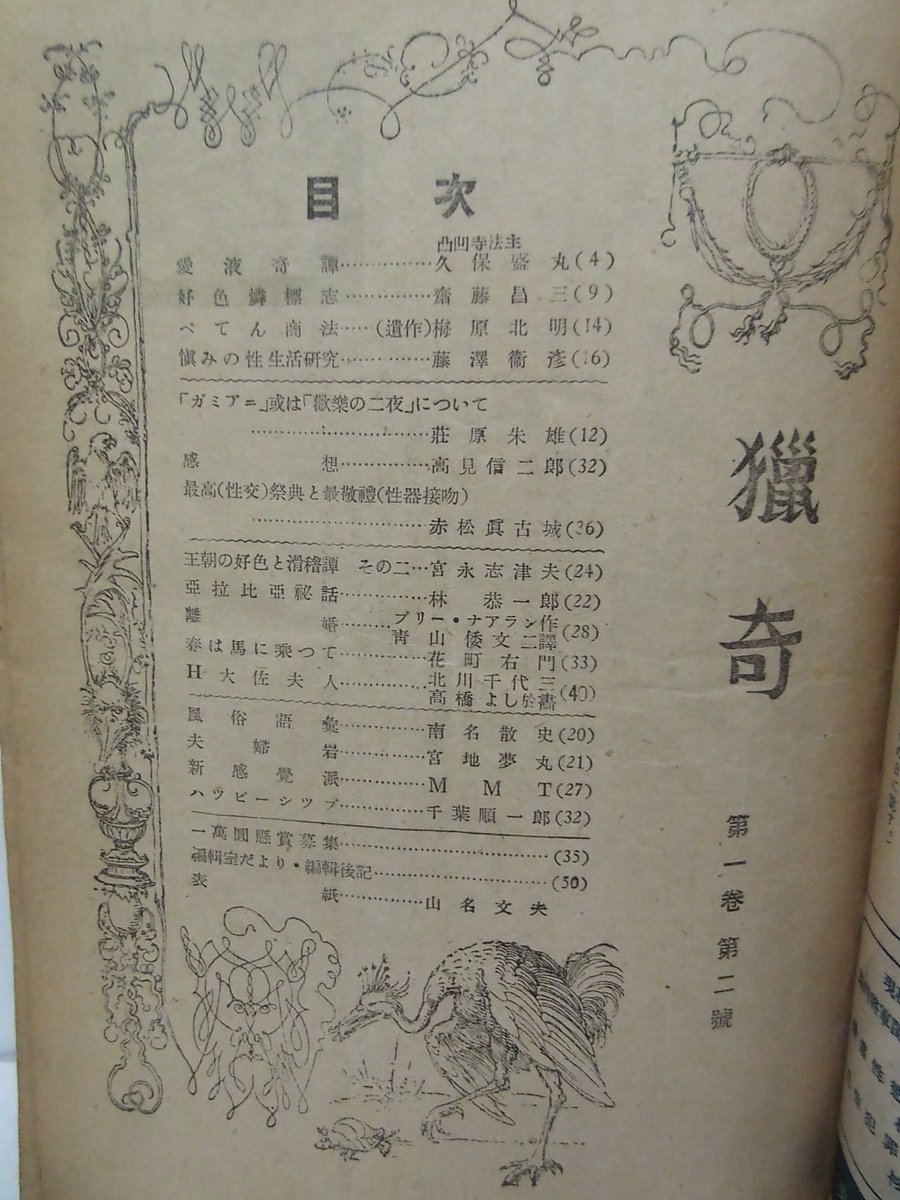 目次
凸凹寺法主
愛液奇譚……………久保盛丸(4)
好色燐標志……………齋藤昌三(9)
ぺてん商法……(遺作)梅原北明(14)
愼みの性生活研究……………藤澤衞彦(16)
「ガミアニ」或は「歡樂の二夜」について
……………………………莊原朱雄(12)
感想……………高見信二郎(32)
最高(性交)祭典と最敬禮(性器接吻)
……………………………赤松眞古城(36)
王朝の好色と滑稽譚 その二…宮永志津夫(24)
亞拉比亞祕話……………林恭一郎(22)
離婚……………ブリー・ナアラン作
靑山倭文二譯(28)
春は馬に乘つて……………花町右門(33)
H大佐夫人……………北川千代三
高橋よし於畵(40)
風俗語彙……………南名散史(20)
夫婦岩……………宮地夢丸(21)
新感覺派……………MMT(27)
ハツピーシツプ……………千葉順一郎(32)
一萬圓懸賞募集……………………………(35)
編輯室だより・編輯後記……………………………(50)
表紙……………山名文夫
獵奇
第一卷第二號